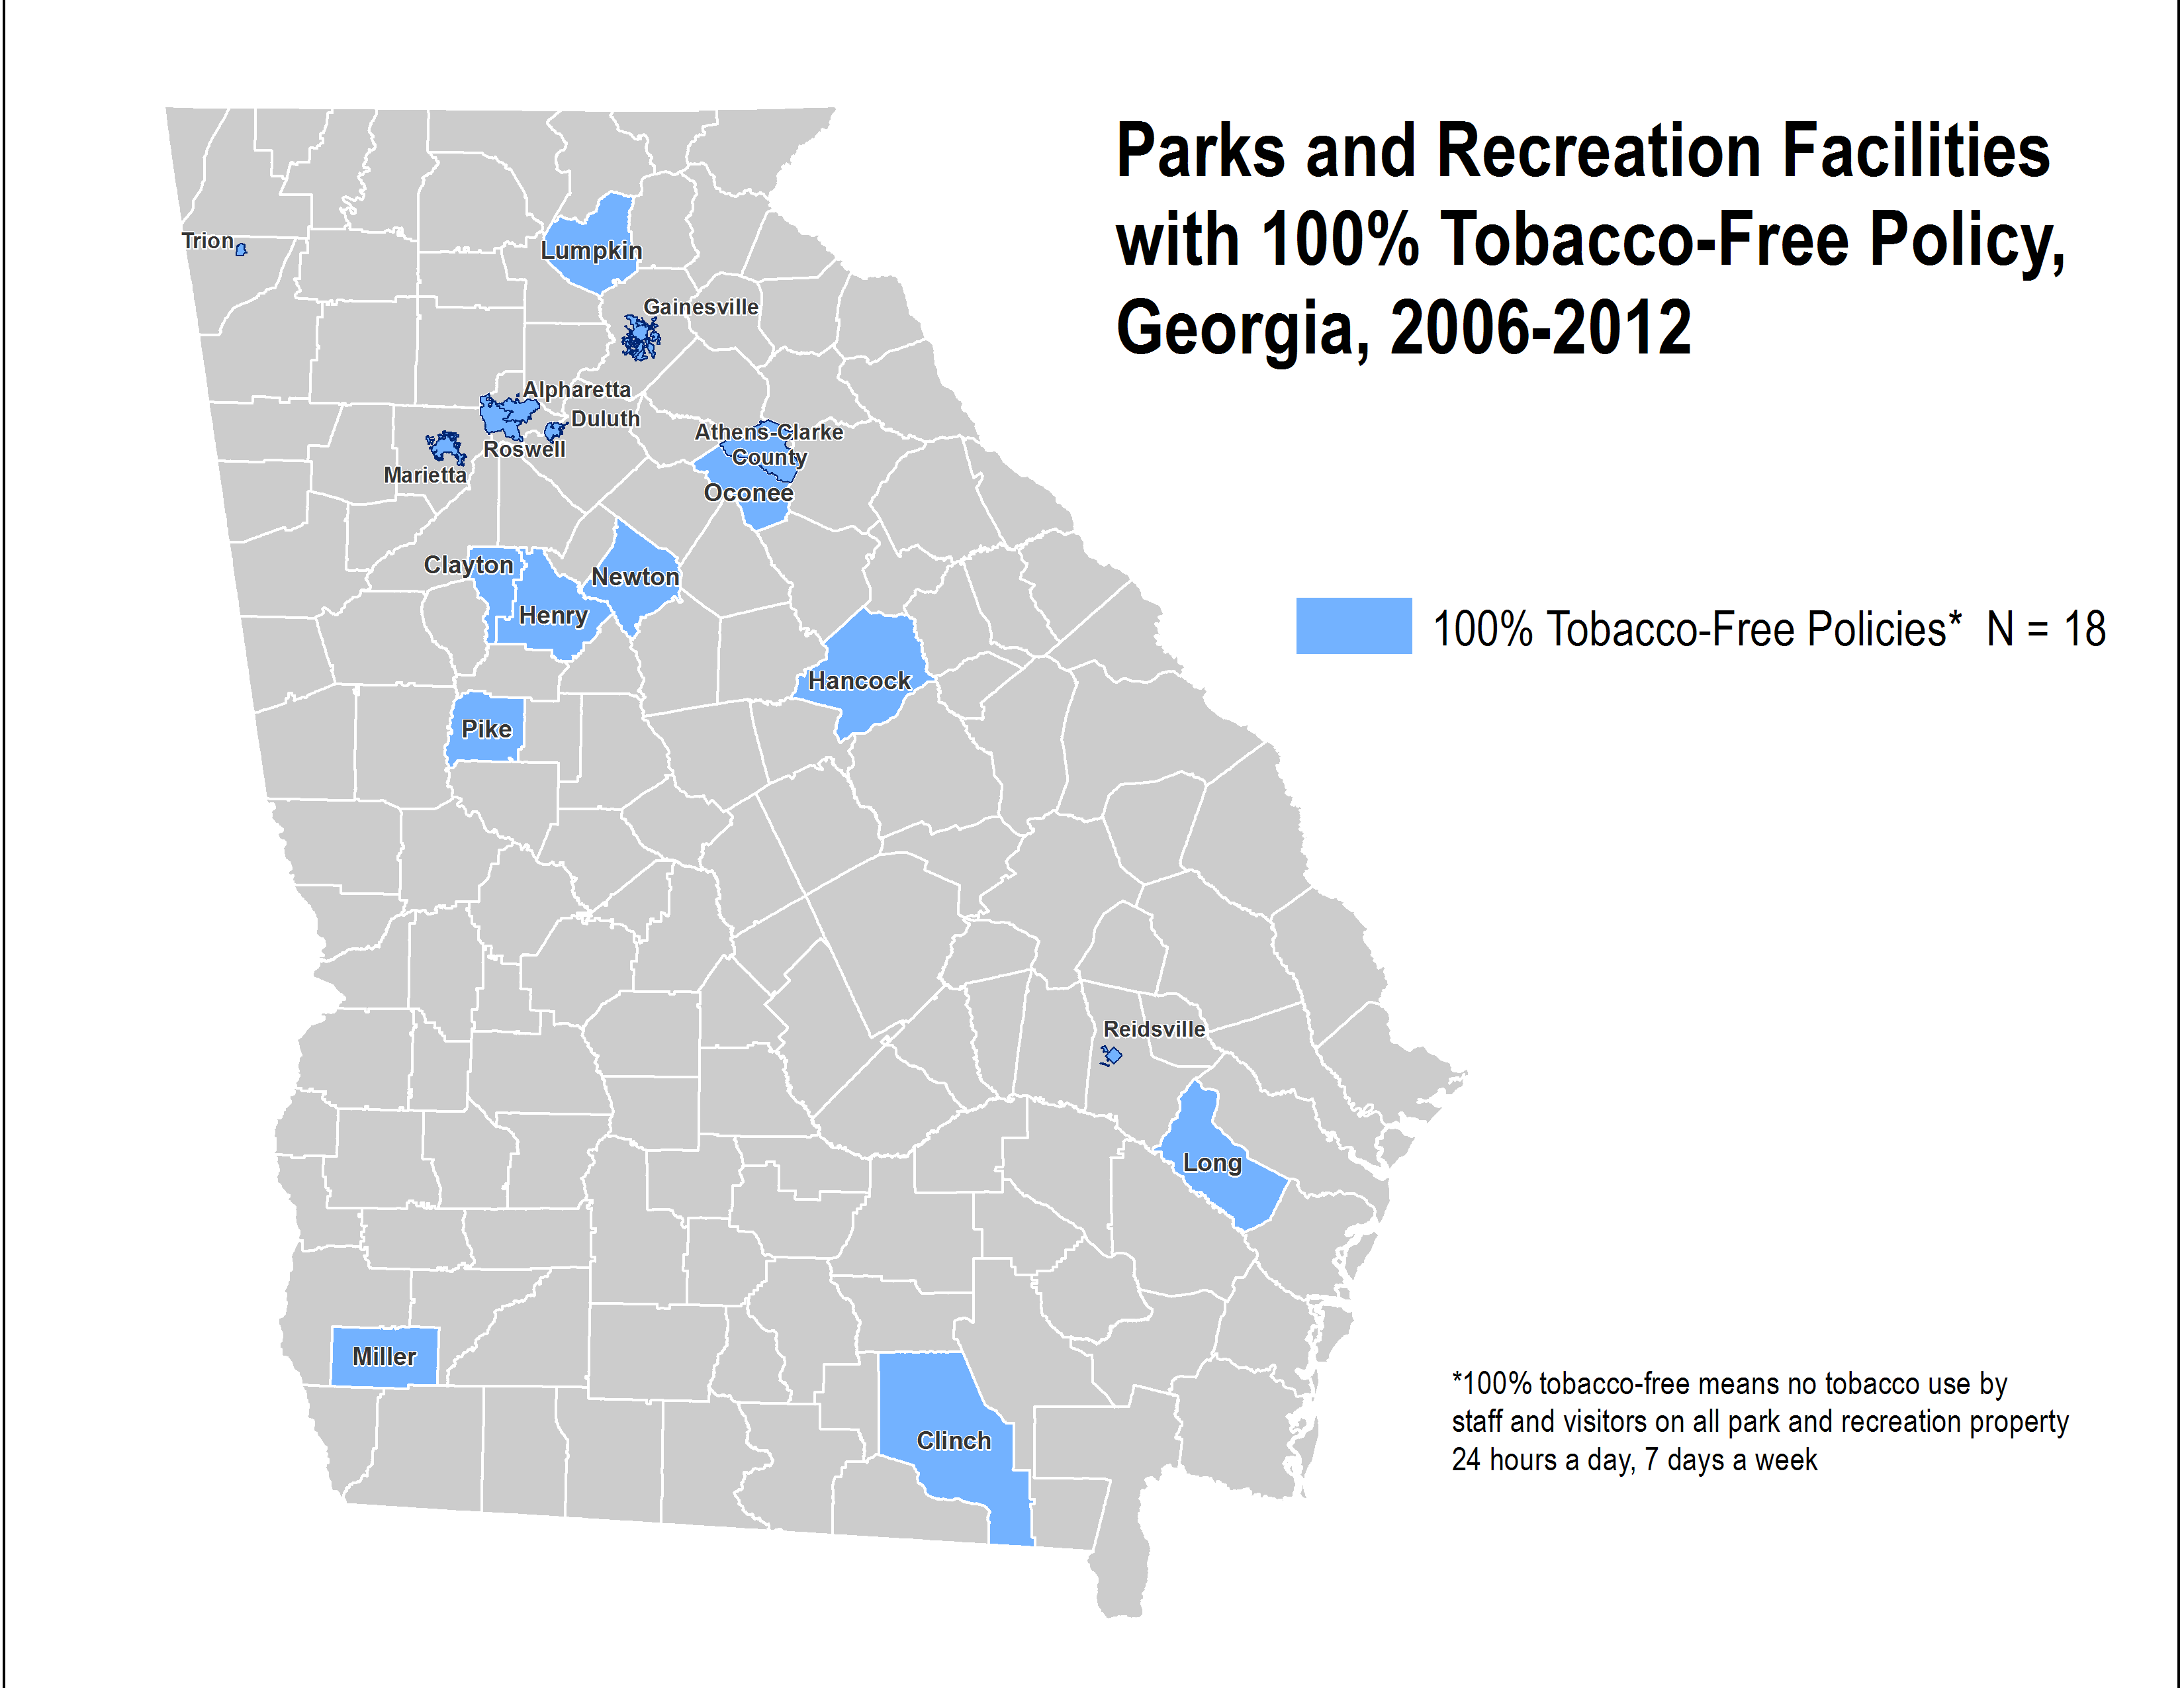 Parks and Recreation Facilities
with 100% Tobacco-Free Policy,
Georgia, 2006-2012
Trion
Lumpkin
Gainesville
Alpharetta
Duluth
Roswell
Marietta
Athens-Clarke
County
Oconee
Clayton
Newton
Henry
100% Tobacco-Free Policies* N = 18
Hancock
Pike
Reidsville
Long
Miller
Clinch
*100% tobacco-free means no tobacco use by
staff and visitors on all park and recreation property
24 hours a day, 7 days a week